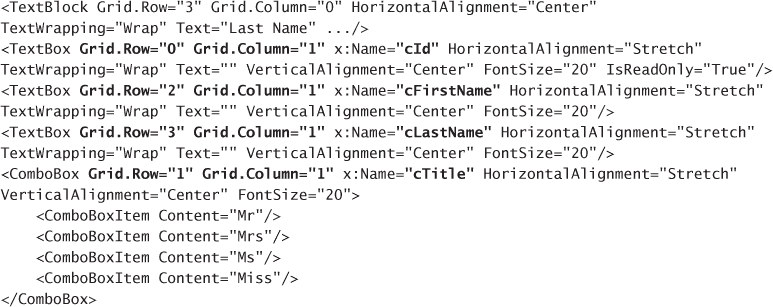 <TextBlock Grid.Row="3" Grid.Column="0" HorizontalAlignment="Center"
TextWrapping="Wrap" Text="Last Name" .../>
<TextBox Grid.Row="0" Grid.Column="1" x:Name="cId" HorizontalAlignment="Stretch"
TextWrapping="Wrap" Text="" VerticalAlignment="Center" FontSize="20" IsReadOnly="True"/>
<TextBox Grid.Row="2" Grid.Column="1" x:Name="cFirstName" HorizontalAlignment="Stretch"
TextWrapping="Wrap" Text="" VerticalAlignment="Center" FontSize="20"/>
<TextBox Grid.Row="3" Grid.Column="1" x:Name="cLastName" HorizontalAlignment="Stretch"
TextWrapping="Wrap" Text="" VerticalAlignment="Center" FontSize="20"/>
<ComboBox Grid.Row="1" Grid.Column="1" x:Name="cTitle" HorizontalAlignment="Stretch"
VerticalAlignment="Center" FontSize="20">
    <ComboBoxItem Content="Mr"/>
    <ComboBoxItem Content="Mrs"/>
    <ComboBoxItem Content="Ms"/>
    <ComboBoxItem Content="Miss"/>
</ComboBox>